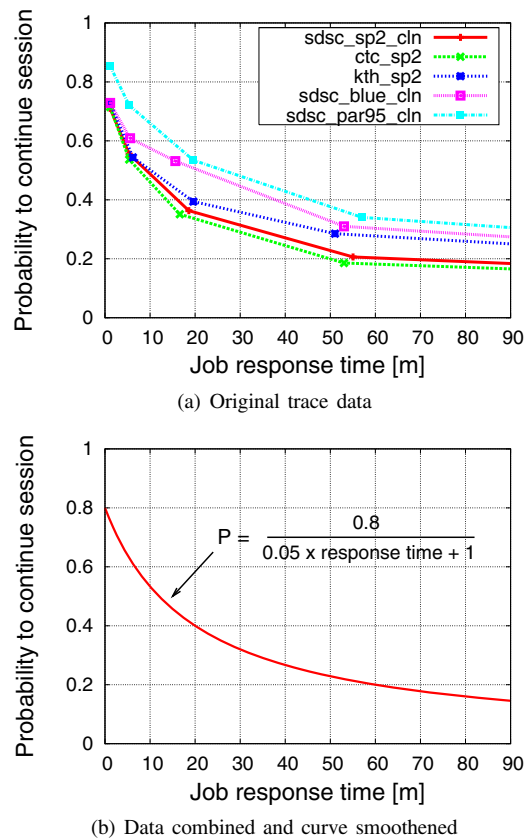 1
0.8
0.6
0.4
0.2
0
Probability to continue session
sdsc_sp2_cln
ctc_sp2
kth_sp2
sdsc_blue_cln
sdsc_par95_cln
0 10 20 30 40 50 60 70 80 90
Job response time [m]
(a) Original trace data
1
0.8
0.6
0.4
0.2
0
Probability to continue session
P = 0.8
0.05 x response time + 1
0 10 20 30 40 50 60 70 80 90
Job response time [m]
(b) Data combined and curve smoothened